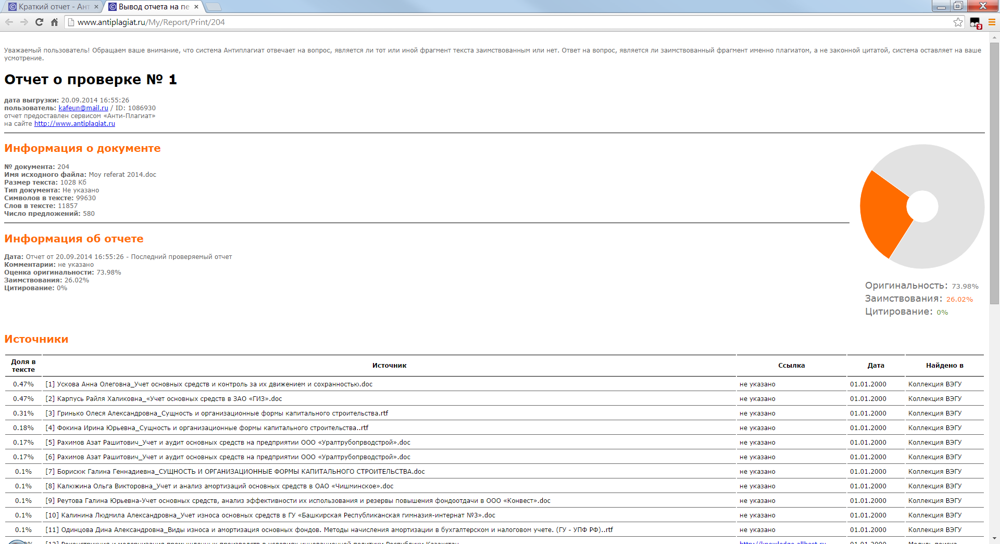 Краткий отчет - Ант
Вывод отчета на пе
www.antiplagiat.ru/My/Report/Print/204
3
Уважаемый пользователь! Обращаем ваше внимание, что система Антиплагиат отвечает на вопрос, является ли тот или иной фрагмент текста заимствованным или нет. Ответ на вопрос, является ли заимствованный фрагмент именно плагиатом, а не законной цитатой, система оставляет на ваше
усмотрение.
Отчет о проверке № 1
дата выгрузки: 20.09.2014 16:55:26
пользователь: kafeun@mail.ru / ID: 1086930
отчет предоставлен сервисом «Анти-Плагиат»
на сайте http://www.antiplagiat.ru
Информация о документе
№ документа: 204
Имя исходного файла: Moy referat 2014.doc
Размер текста: 1028 Кб
Тип документа: Не указано
Символов в тексте: 99630
Слов в тексте: 11857
Число предложений: 580
Информация об отчете
Дата: Отчет от 20.09.2014 16:55:26 - Последний проверяемый отчет
Комментарии: не указано
Оценка оригинальности: 73.98%
Заимствования: 26.02%
Цитирование: 0%
Оригинальность: 73.98%
Заимствования: 26.02%
Цитирование: 0%
Источники
Доля в тексте Источник Ссылка Дата Найдено в
0.47% [1] Ускова Анна Олеговна_Учет основных средств и контроль за их движением и сохранностью.doc не указано 01.01.2000 Коллекция ВЭГУ
0.47% [2] Карпусь Райля Халиковна_«Учет основных средств в ЗАО «ГИЗ».doc не указано 01.01.2000 Коллекция ВЭГУ
0.31% [3] Гринько Олеся Александровна_Сущность и организационные формы капитального строительства.rtf не указано 01.01.2000 Коллекция ВЭГУ
0.18% [4] Фокина Ирина Юрьевна_Сущность и организационные формы капитального строительства..rtf не указано 01.01.2000 Коллекция ВЭГУ
0.17% [5] Рахимов Азат Рашитович_Учет и аудит основных средств на предприятии ООО «Уралтрубопрводстрой».doc не указано 01.01.2000 Коллекция ВЭГУ
0.17% [6] Рахимов Азат Рашитович_Учет и аудит основных средств на предприятии ООО «Уралтрубопрводстрой».doc не указано 01.01.2000 Коллекция ВЭГУ
0.1% [7] Борисюк Галина Геннадиевна_СУЩНОСТЬ И ОРГАНИЗАЦИОННЫЕ ФОРМЫ КАПИТАЛЬНОГО СТРОИТЕЛЬСТВА.doc не указано 01.01.2000 Коллекция ВЭГУ
0.1% [8] Калюжина Ольга Викторовна_Учет и анализ амортизаций основных средств в ОАО «Чишминское».doc не указано 01.01.2000 Коллекция ВЭГУ
0.1% [9] Реутова Галина Юрьевна-Учет основных средств, анализ эффективности их использования и резервы повышения фондоотдачи в ООО «Конвест».doc не указано 01.01.2000 Коллекция ВЭГУ
0.1% [10] Калинина Людмила Александровна_Учет износа основных средств в ГУ «Башкирская Республиканская гимназия-интернат №3».doc не указано 01.01.2000 Коллекция ВЭГУ
0.1% [11] Одинцова Дина Александровна_Виды износа и амортизация основных фондов. Методы начисления амортизации в бухгалтерском и налоговом учете. (ГУ - УПФ РФ)..rtf не указано 01.01.2000 Коллекция ВЭГУ
[12] Реконструкция и модернизация промышленных производств в условиях инновационной политики Республики Казахстан http://knowledge.allbest.ru 01.01.2000 Модуль поиска